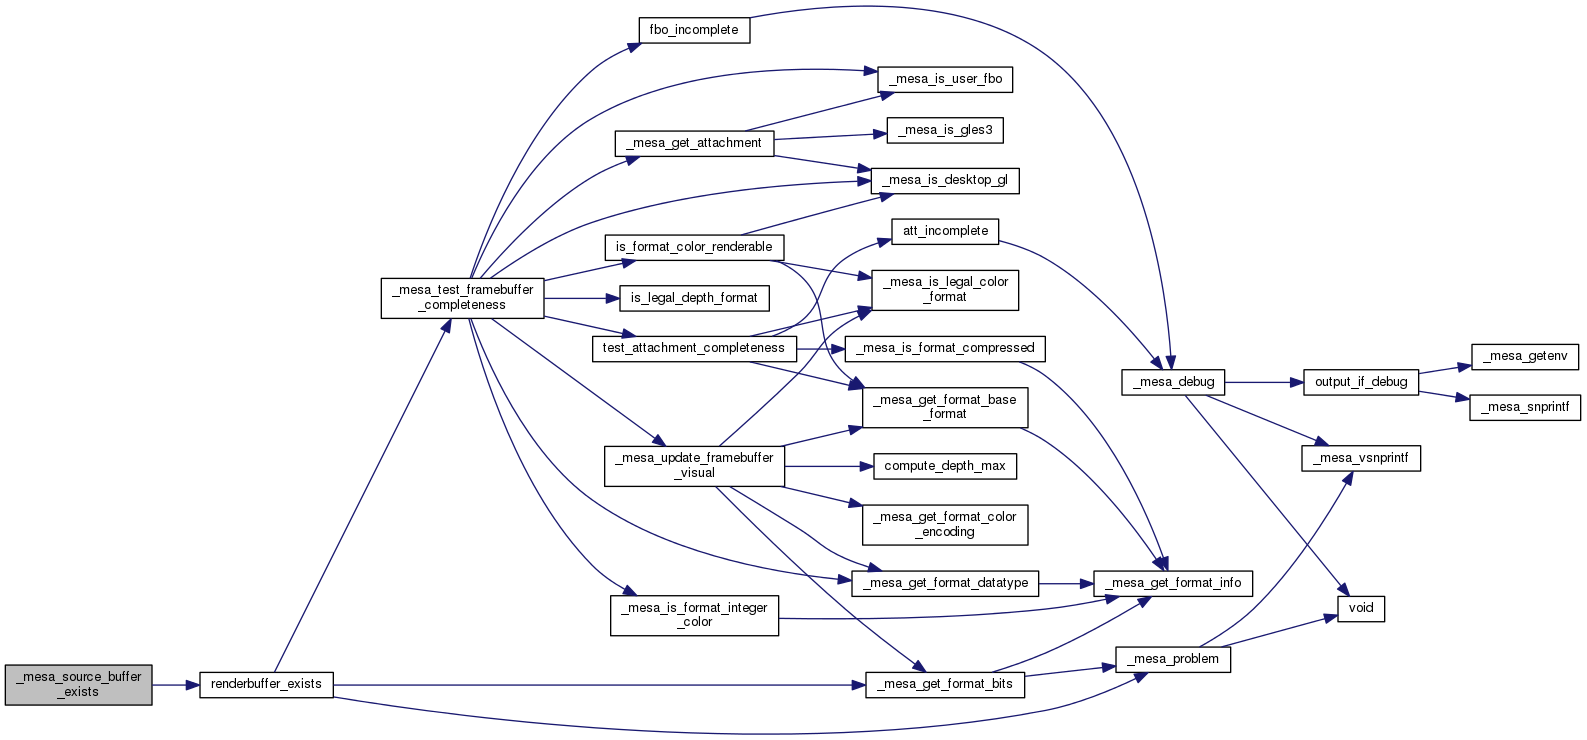 fbo_incomplete
_mesa_is_user_fbo
_mesa_is_gles3
_mesa_get_attachment
_mesa_is_desktop_gl
att_incomplete
is_format_color_renderable
_mesa_is_legal_color
_format
_mesa_test_framebuffer
_completeness
is_legal_depth_format
test_attachment_completeness
_mesa_is_format_compressed
_mesa_getenv
_mesa_debug
output_if_debug
_mesa_get_format_base
_format
_mesa_snprintf
_mesa_update_framebuffer
_visual
compute_depth_max
_mesa_vsnprintf
_mesa_get_format_color
_encoding
_mesa_get_format_datatype
_mesa_get_format_info
_mesa_is_format_integer
_color
void
_mesa_problem
_mesa_source_buffer
_exists
renderbuffer_exists
_mesa_get_format_bits